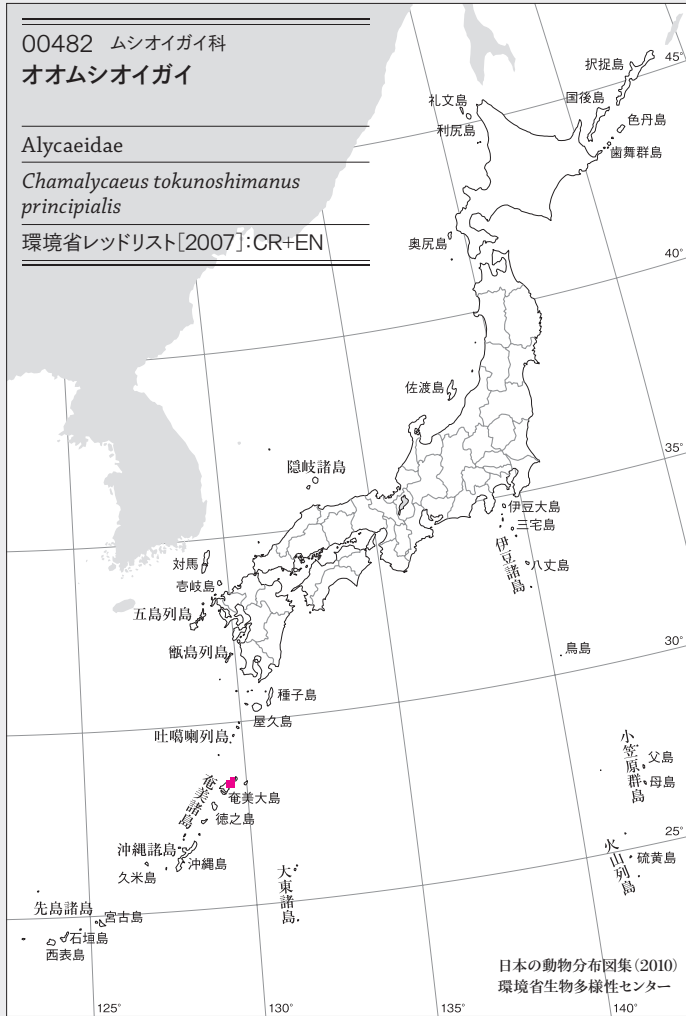 00482 ムシオイガイ科
オオムシオイガイ
Alycaeidae
Chamalycaeus tokunoshimanus
principialis
環境省レッドリスト[2007]:CR+EN
択捉島
45°
礼文島
国後島
色丹島
利尻島
歯舞群島
奥尻島
40°
佐渡島
35°
隠岐諸島
伊豆大島
三宅島
伊豆諸島
八丈島
対馬
壱岐島
五島列島
甑島列島
鳥島
30°
種子島
屋久島
吐噶喇列島
小笠原群島
父島
母島
奄美諸島
奄美大島
徳之島
25°
沖縄諸島
沖縄島
久米島
火山列島
硫黄島
大東諸島
先島諸島
宮古島
石垣島
西表島
日本の動物分布図集(2010)
環境省生物多様性センター
125°
130°
135°
140°